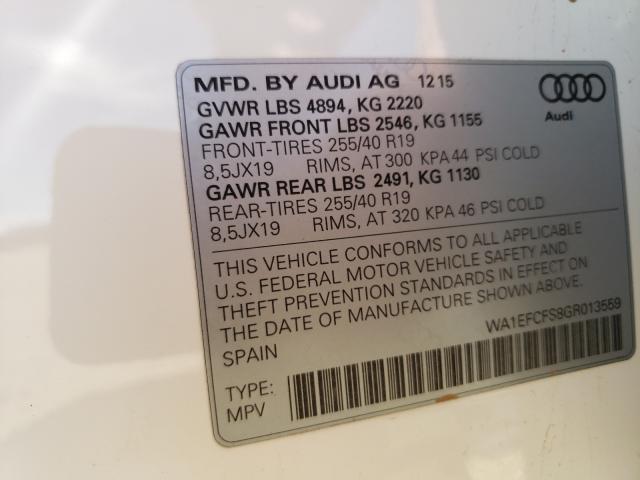 MFD. BY AUDI AG 12 15
GVWR LBS 4894, KG 2220
GAWR FRONT LBS 2546, KG 1155
FRONT-TIRES 255/40 R19
8,5JX19 RIMS, AT 300 KPA 44 PSI COLD
GAWR REAR LBS 2491, KG 1130
REAR-TIRES 255/40 R19
8,5JX19 RIMS, AT 320 KPA 46 PSI COLD
Audi
THIS VEHICLE CONFORMS TO ALL APPLICABLE
U.S. FEDERAL MOTOR VEHICLE SAFETY AND
THEFT PREVENTION STANDARDS IN EFFECT ON
THE DATE OF MANUFACTURE SHOWN ABOVE.
SPAIN WA1EFCFS8GR013559
TYPE:
MPV